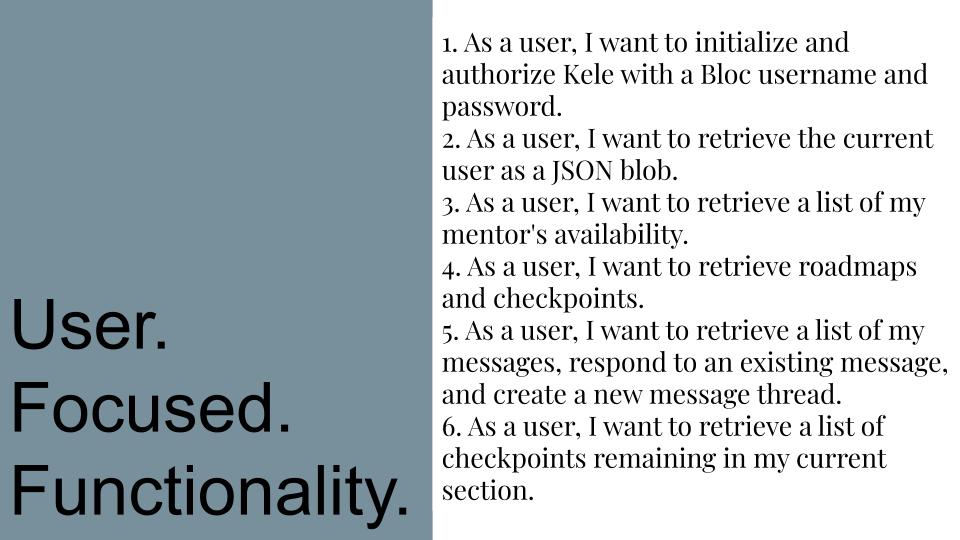 User.
Focused.
Functionality.
1. As a user, I want to initialize and
authorize Kele with a Bloc username and
password.
2. As a user, I want to retrieve the current
user as a JSON blob.
3. As a user, I want to retrieve a list of my
mentor's availability.
4. As a user, I want to retrieve roadmaps
and checkpoints.
5. As a user, I want to retrieve a list of my
messages, respond to an existing message,
and create a new message thread.
6. As a user, I want to retrieve a list of
checkpoints remaining in my current
section.